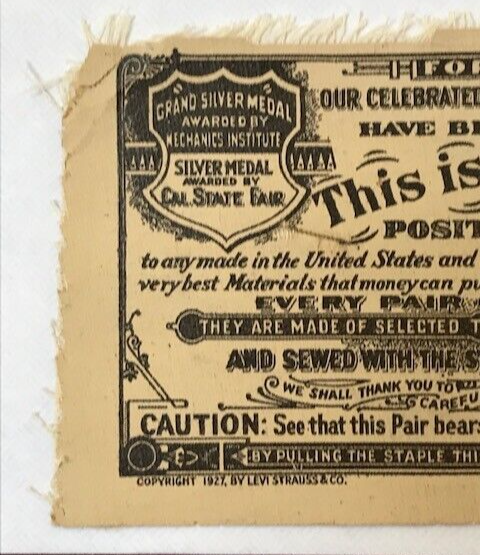 GRAND SILVER MEDAL
AWARDED BY
MECHANICS INSTITUTE
SILVER MEDAL
AWARDED BY
CAL. STATE FAIR
FOR
OUR CELEBRATED
HAVE BE
This is
POSIT
to any made in the United States and
very best Materials that money can pu
EVERY PAIR
THEY ARE MADE OF SELECTED T
AND SEWED WITH THE S
WE SHALL THANK YOU TO
CAREFU
CAUTION: See that this Pair bears
BY PULLING THE STAPLE THI
COPYRIGHT 1927, BY LEVI STRAUSS & CO.